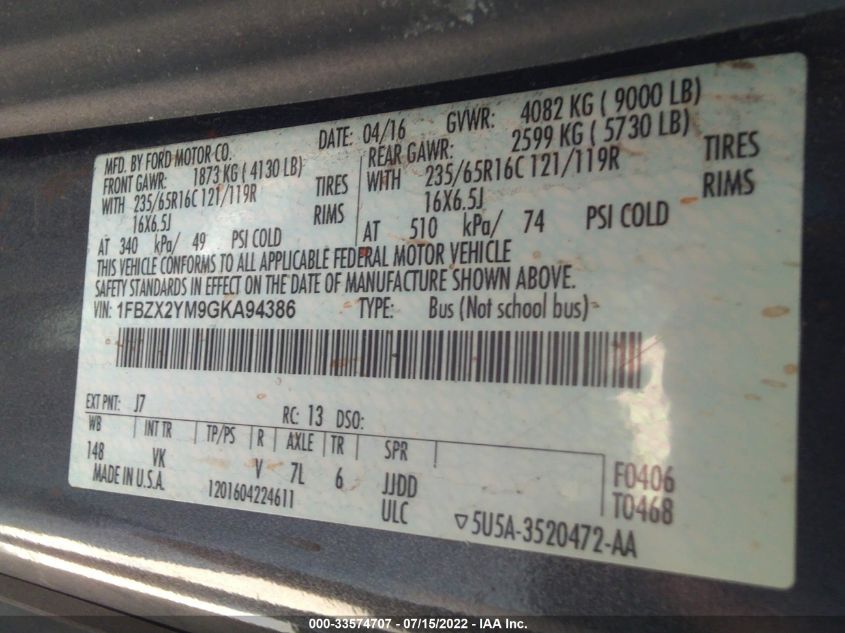 MFD. BY FORD MOTOR CO. DATE: 04/16 GVWR: 4082 KG ( 9000 LB)
FRONT GAWR: 1873 KG ( 4130 LB) REAR GAWR: 2599 KG ( 5730 LB)
WITH 235/65R16C 121/119R TIRES WITH 235/65R16C 121/119R TIRES
16X6.5J RIMS 16X6.5J RIMS
AT 340 kPa/ 49 PSI COLD AT 510 kPa/ 74 PSI COLD
THIS VEHICLE CONFORMS TO ALL APPLICABLE FEDERAL MOTOR VEHICLE
SAFETY STANDARDS IN EFFECT ON THE DATE OF MANUFACTURE SHOWN ABOVE.
VIN: 1FBZX2YM9GKA94386 TYPE: Bus (Not school bus)
EXT PNT: J7 RC: 13 DSO:
WB INT TR TP/PS R AXLE TR SPR
148 VK V 7L 6 JJDD F0406
MADE IN U.S.A. 1201604224611 ULC T0468
5U5A-3520472-AA
000-33574707 - 07/15/2022 - IAA Inc.